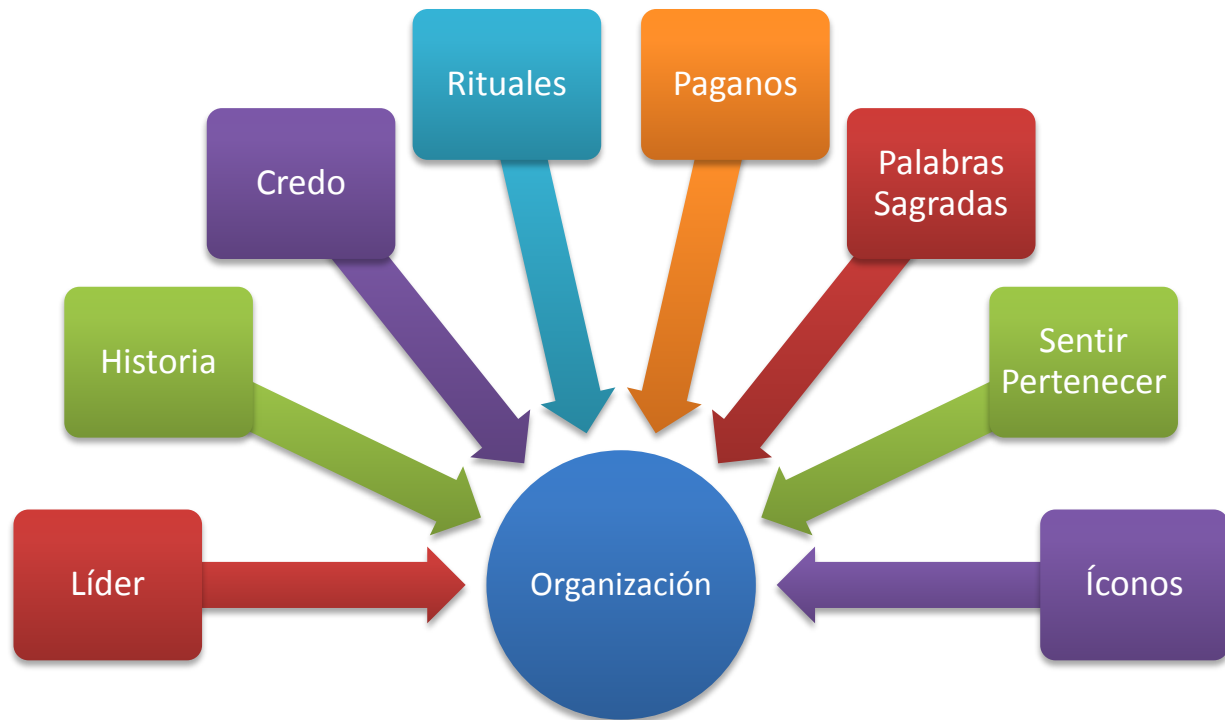 Rituales
Paganos
Credo
Palabras
Sagradas
Historia
Sentir
Pertenecer
Líder
Organización
Íconos